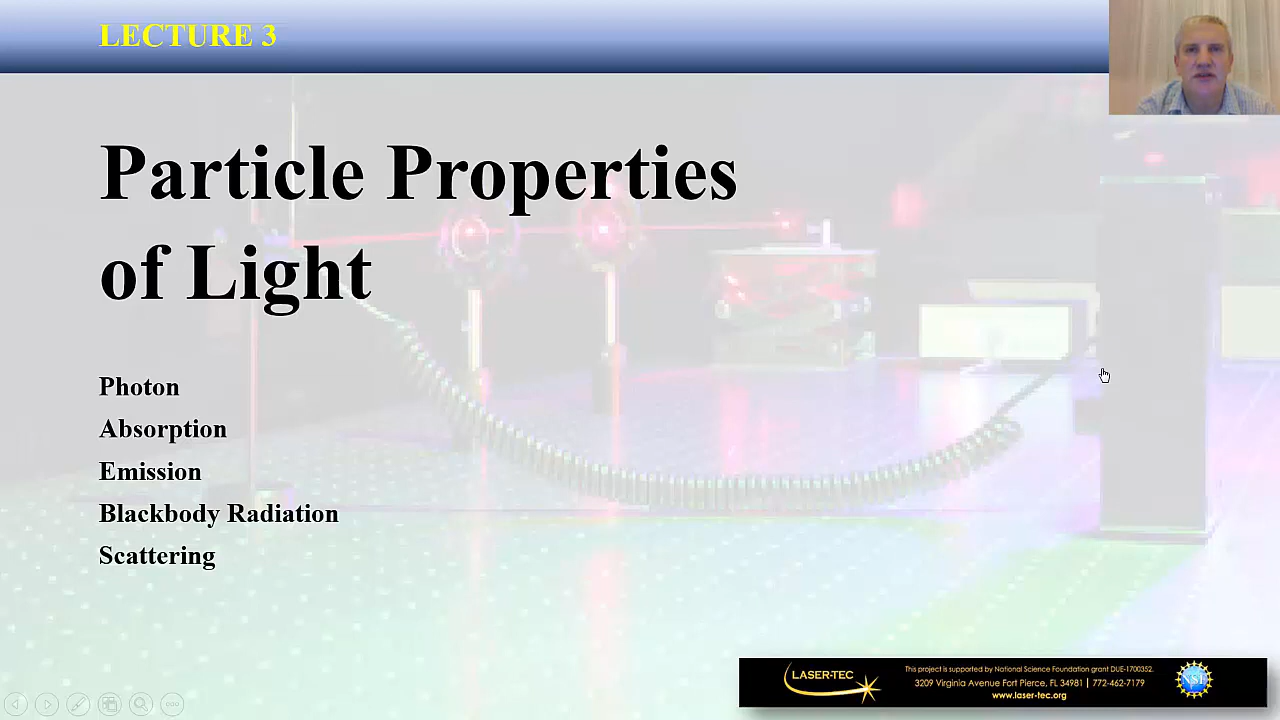 LECTURE 3
Particle Properties
of Light
Photon
Absorption
Emission
Blackbody Radiation
Scattering
LASER-TEC
This project is supported by National Science Foundation grant DUE-1700352.
3209 Virginia Avenue Fort Pierce, FL 34981 | 772-462-7179
www.laser-tec.org
NSF